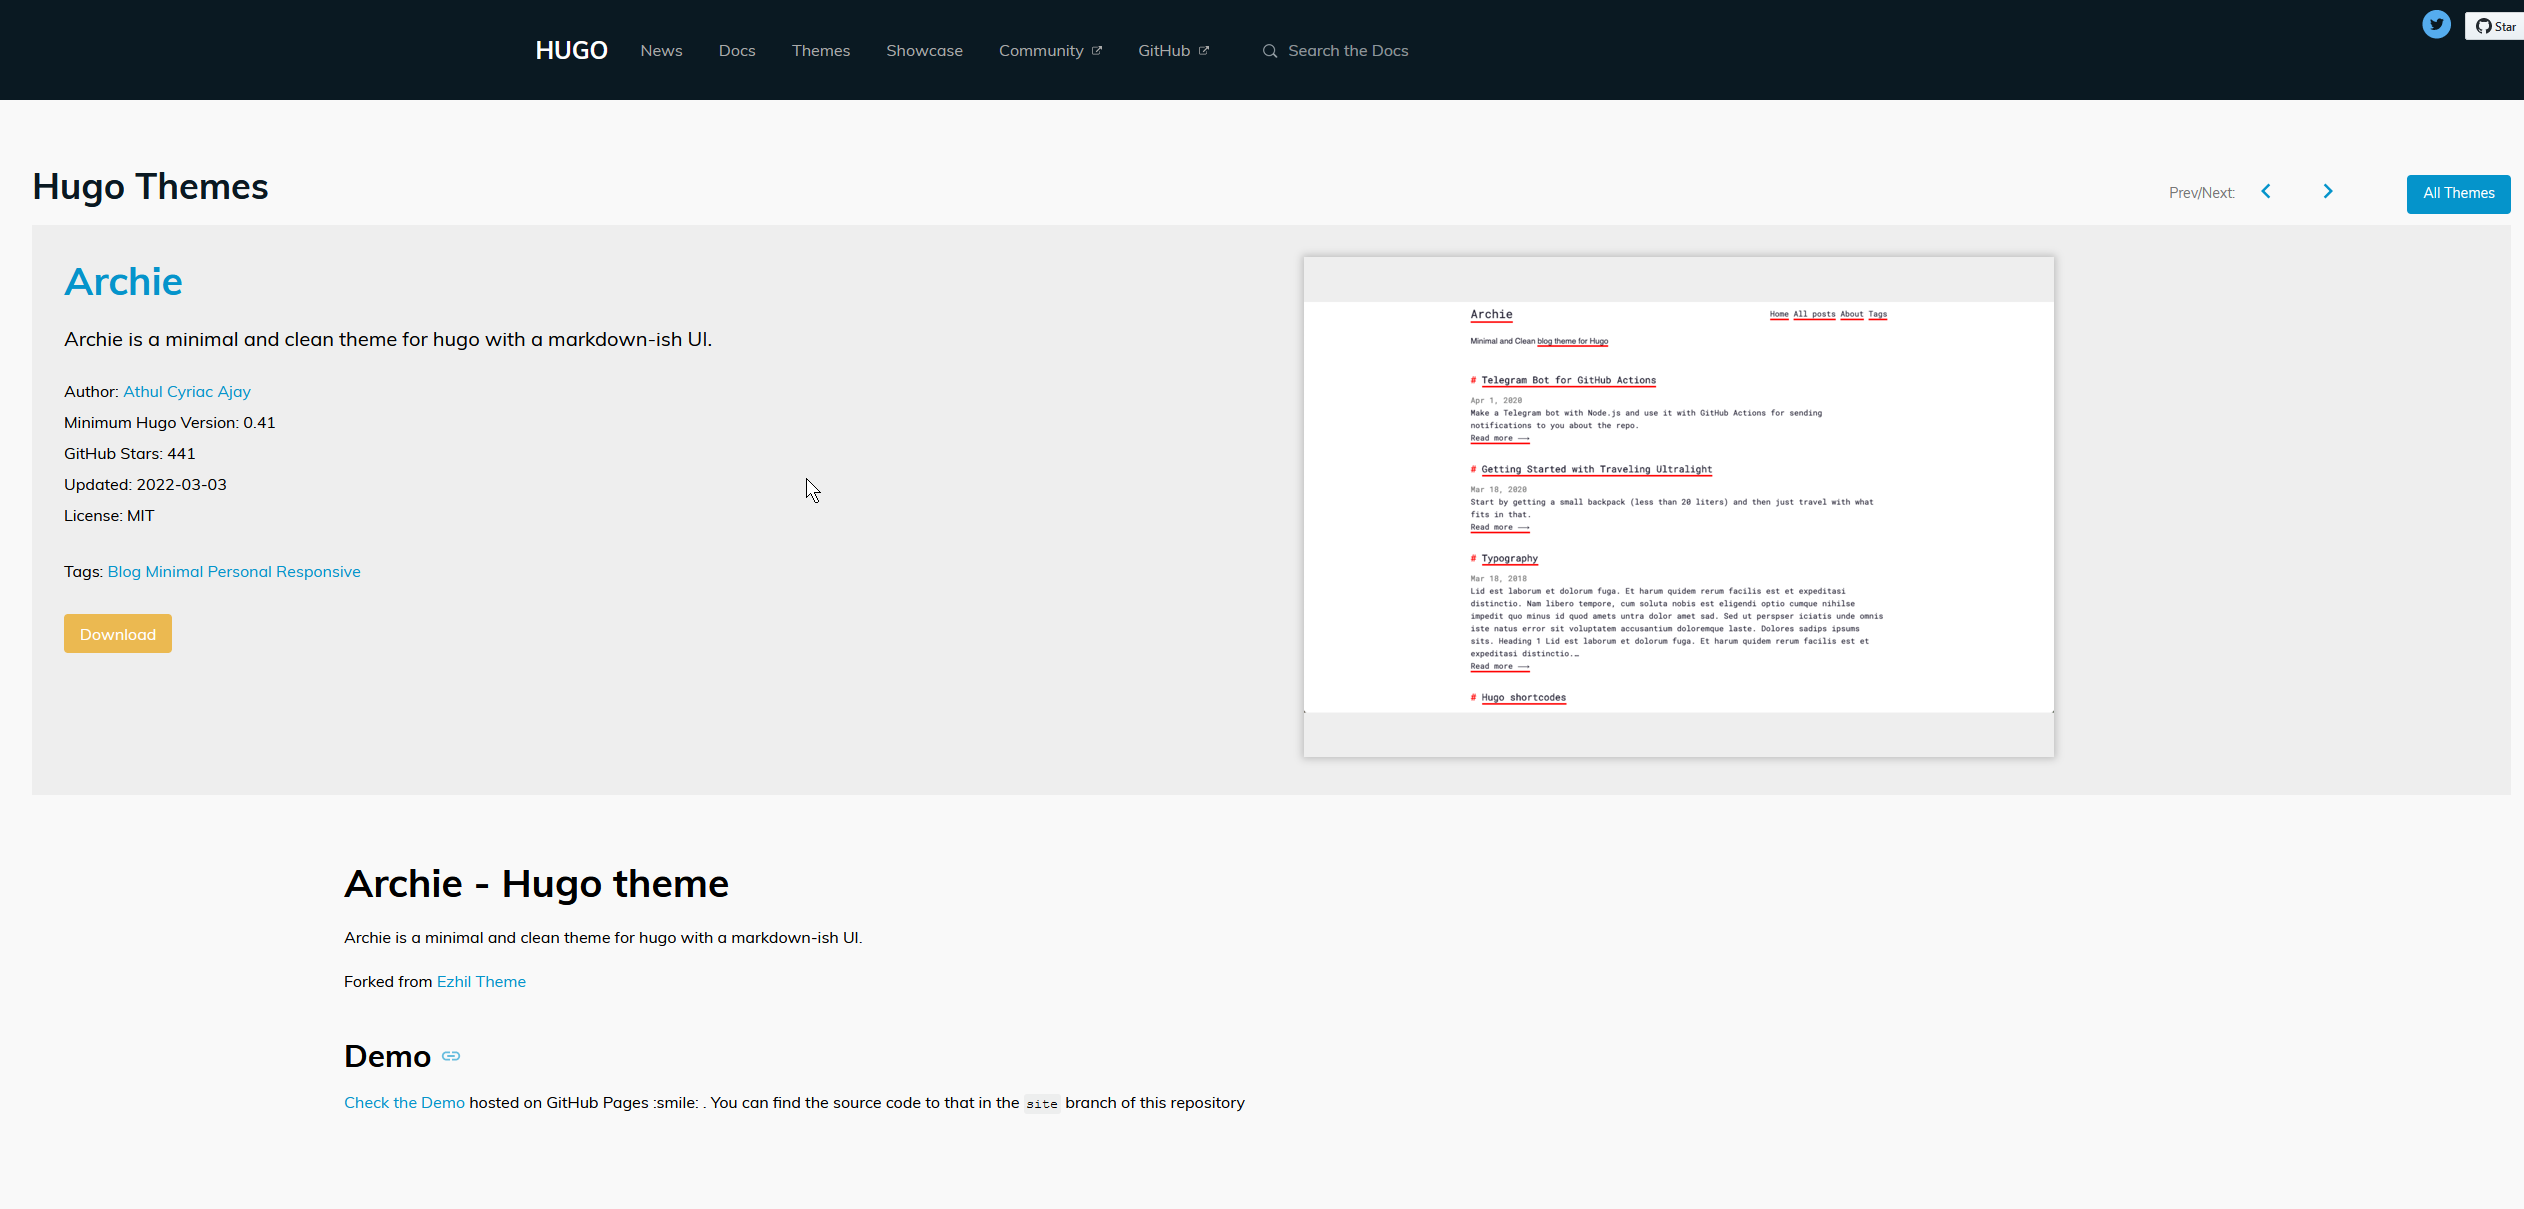 HUGO News Docs Themes Showcase Community GitHub Search the Docs
Star
Hugo Themes
Prev/Next:
All Themes
Archie
Archie is a minimal and clean theme for hugo with a markdown-ish UI.
Author: Athul Cyriac Ajay
Minimum Hugo Version: 0.41
GitHub Stars: 441
Updated: 2022-03-03
License: MIT
Tags: Blog Minimal Personal Responsive
Download
Archie
Home All posts About Tags
Minimal and Clean blog theme for Hugo
# Telegram Bot for GitHub Actions
Apr 1, 2020
Make a Telegram bot with Node.js and use it with GitHub Actions for sending
notifications to you about the repo.
Read more ⟶
# Getting Started with Traveling Ultralight
Mar 18, 2020
Start by getting a small backpack (less than 20 liters) and then just travel with what
fits in that.
Read more ⟶
# Typography
Mar 18, 2018
Lid est laborum et dolorum fuga. Et harum quidem rerum facilis est et expeditasi
distinctio. Nam libero tempore, cum soluta nobis est eligendi optio cumque nihilse
impedit quo minus id quod amets untra dolor amet sad. Sed ut perspser iciatis unde omnis
iste natus error sit voluptatem accusantium doloremque laste. Dolores sadips ipsums
sits. Heading 1 Lid est laborum et dolorum fuga. Et harum quidem rerum facilis est et
expeditasi distinctio.…
Read more ⟶
# Hugo shortcodes
Archie - Hugo theme
Archie is a minimal and clean theme for hugo with a markdown-ish UI.
Forked from Ezhil Theme
Demo
Check the Demo hosted on GitHub Pages :smile: . You can find the source code to that in the site branch of this repository